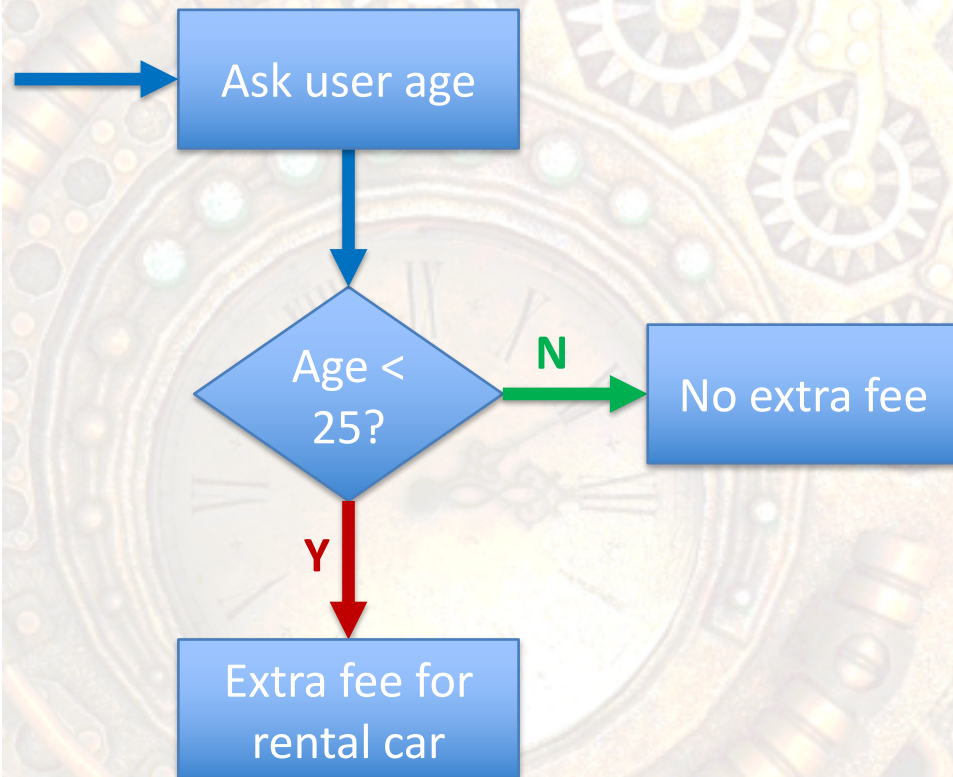 Ask user age
Age <
25?
N
No extra fee
Y
Extra fee for
rental car